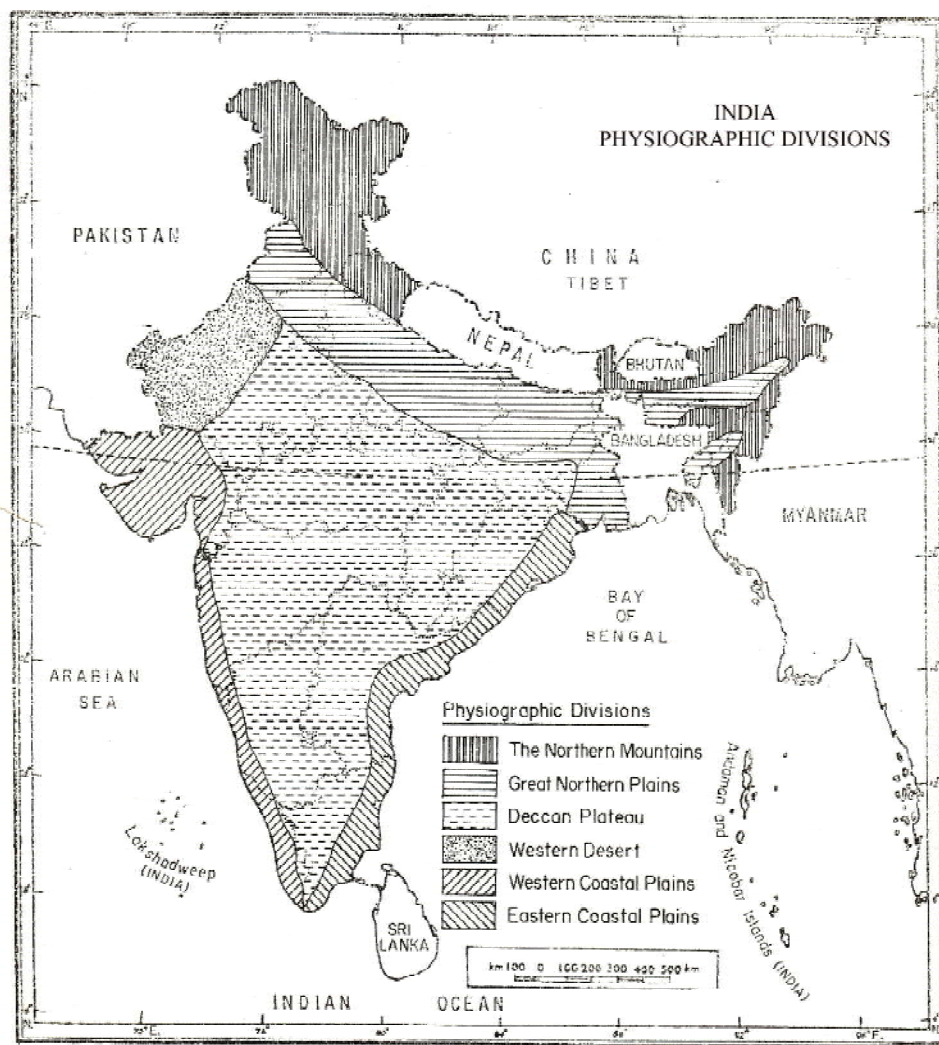 INDIA
PHYSIOGRAPHIC DIVISIONS
PAKISTAN
CHINA
TIBET
NEPAL
BHUTAN
BANGLADESH
MYANMAR
BAY
OF
BENGAL
ARABIAN
SEA
Physiographic Divisions
The Northern Mountains
Great Northern Plains
Deccan Plateau
Western Desert
Western Coastal Plains
Eastern Coastal Plains
Lakshadweep
(INDIA)
Andaman and Nicobar Islands (INDIA)
SRI
LANKA
km 100 0 100 200 300 400 500 km
INDIAN OCEAN